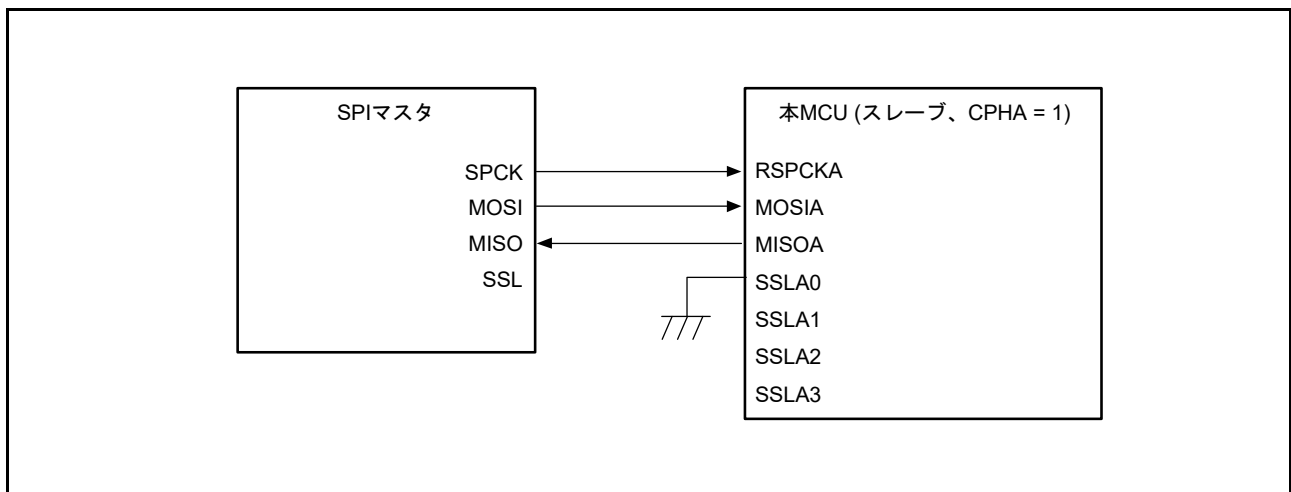 SPIマスタ
SPCK
MOSI
MISO
SSL
本MCU (スレーブ、CPHA = 1)
RSPCKA
MOSIA
MISOA
SSLA0
SSLA1
SSLA2
SSLA3